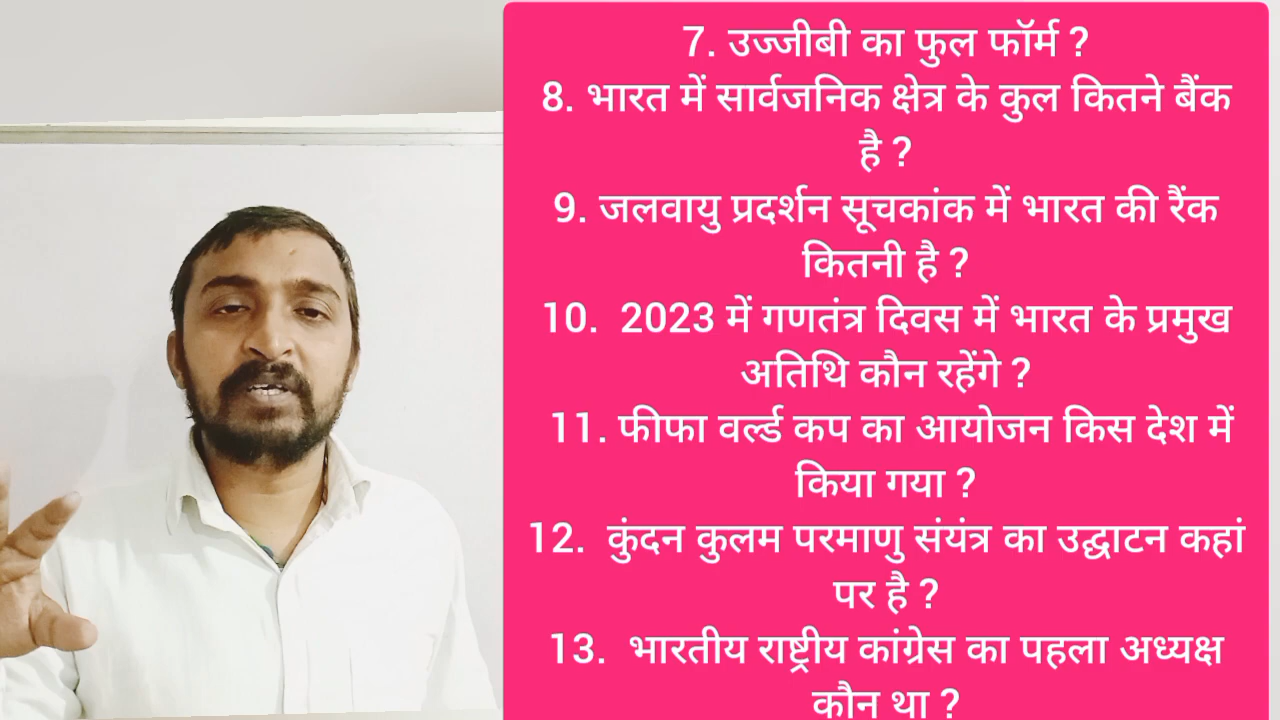 7. उज्जीबी का फुल फॉर्म ?
8. भारत में सार्वजनिक क्षेत्र के कुल कितने बैंक
है ?
9. जलवायु प्रदर्शन सूचकांक में भारत की रैंक
कितनी है ?
10. 2023 में गणतंत्र दिवस में भारत के प्रमुख
अतिथि कौन रहेंगे ?
11. फीफा वर्ल्ड कप का आयोजन किस देश में
किया गया ?
12. कुंदन कुलम परमाणु संयंत्र का उद्घाटन कहां
पर है ?
13. भारतीय राष्ट्रीय कांग्रेस का पहला अध्यक्ष
कौन था ?